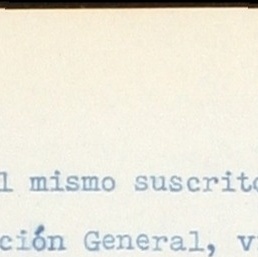 l mismo suscrito
ción General, v